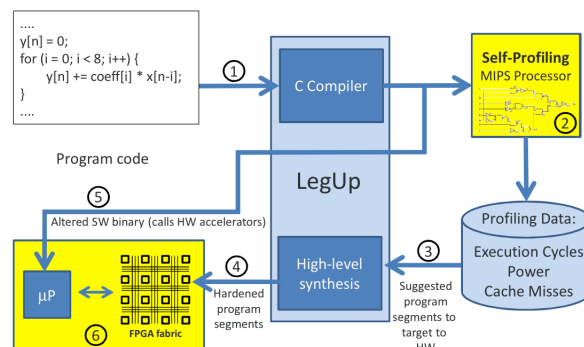 ....
y[n] = 0;
for (i = 0; i < 8; i++) {
y[n] += coeff[i] * x[n-i];
}
....
Program code
1
C Compiler
LegUp
Self-Profiling
MIPS Processor
2
Profiling Data:
Execution Cycles
Power
Cache Misses
3
Suggested
program
segments to
target to
HW
High-level
synthesis
4
Hardened
program
segments
5
Altered SW binary (calls HW accelerators)
µP
FPGA fabric
6